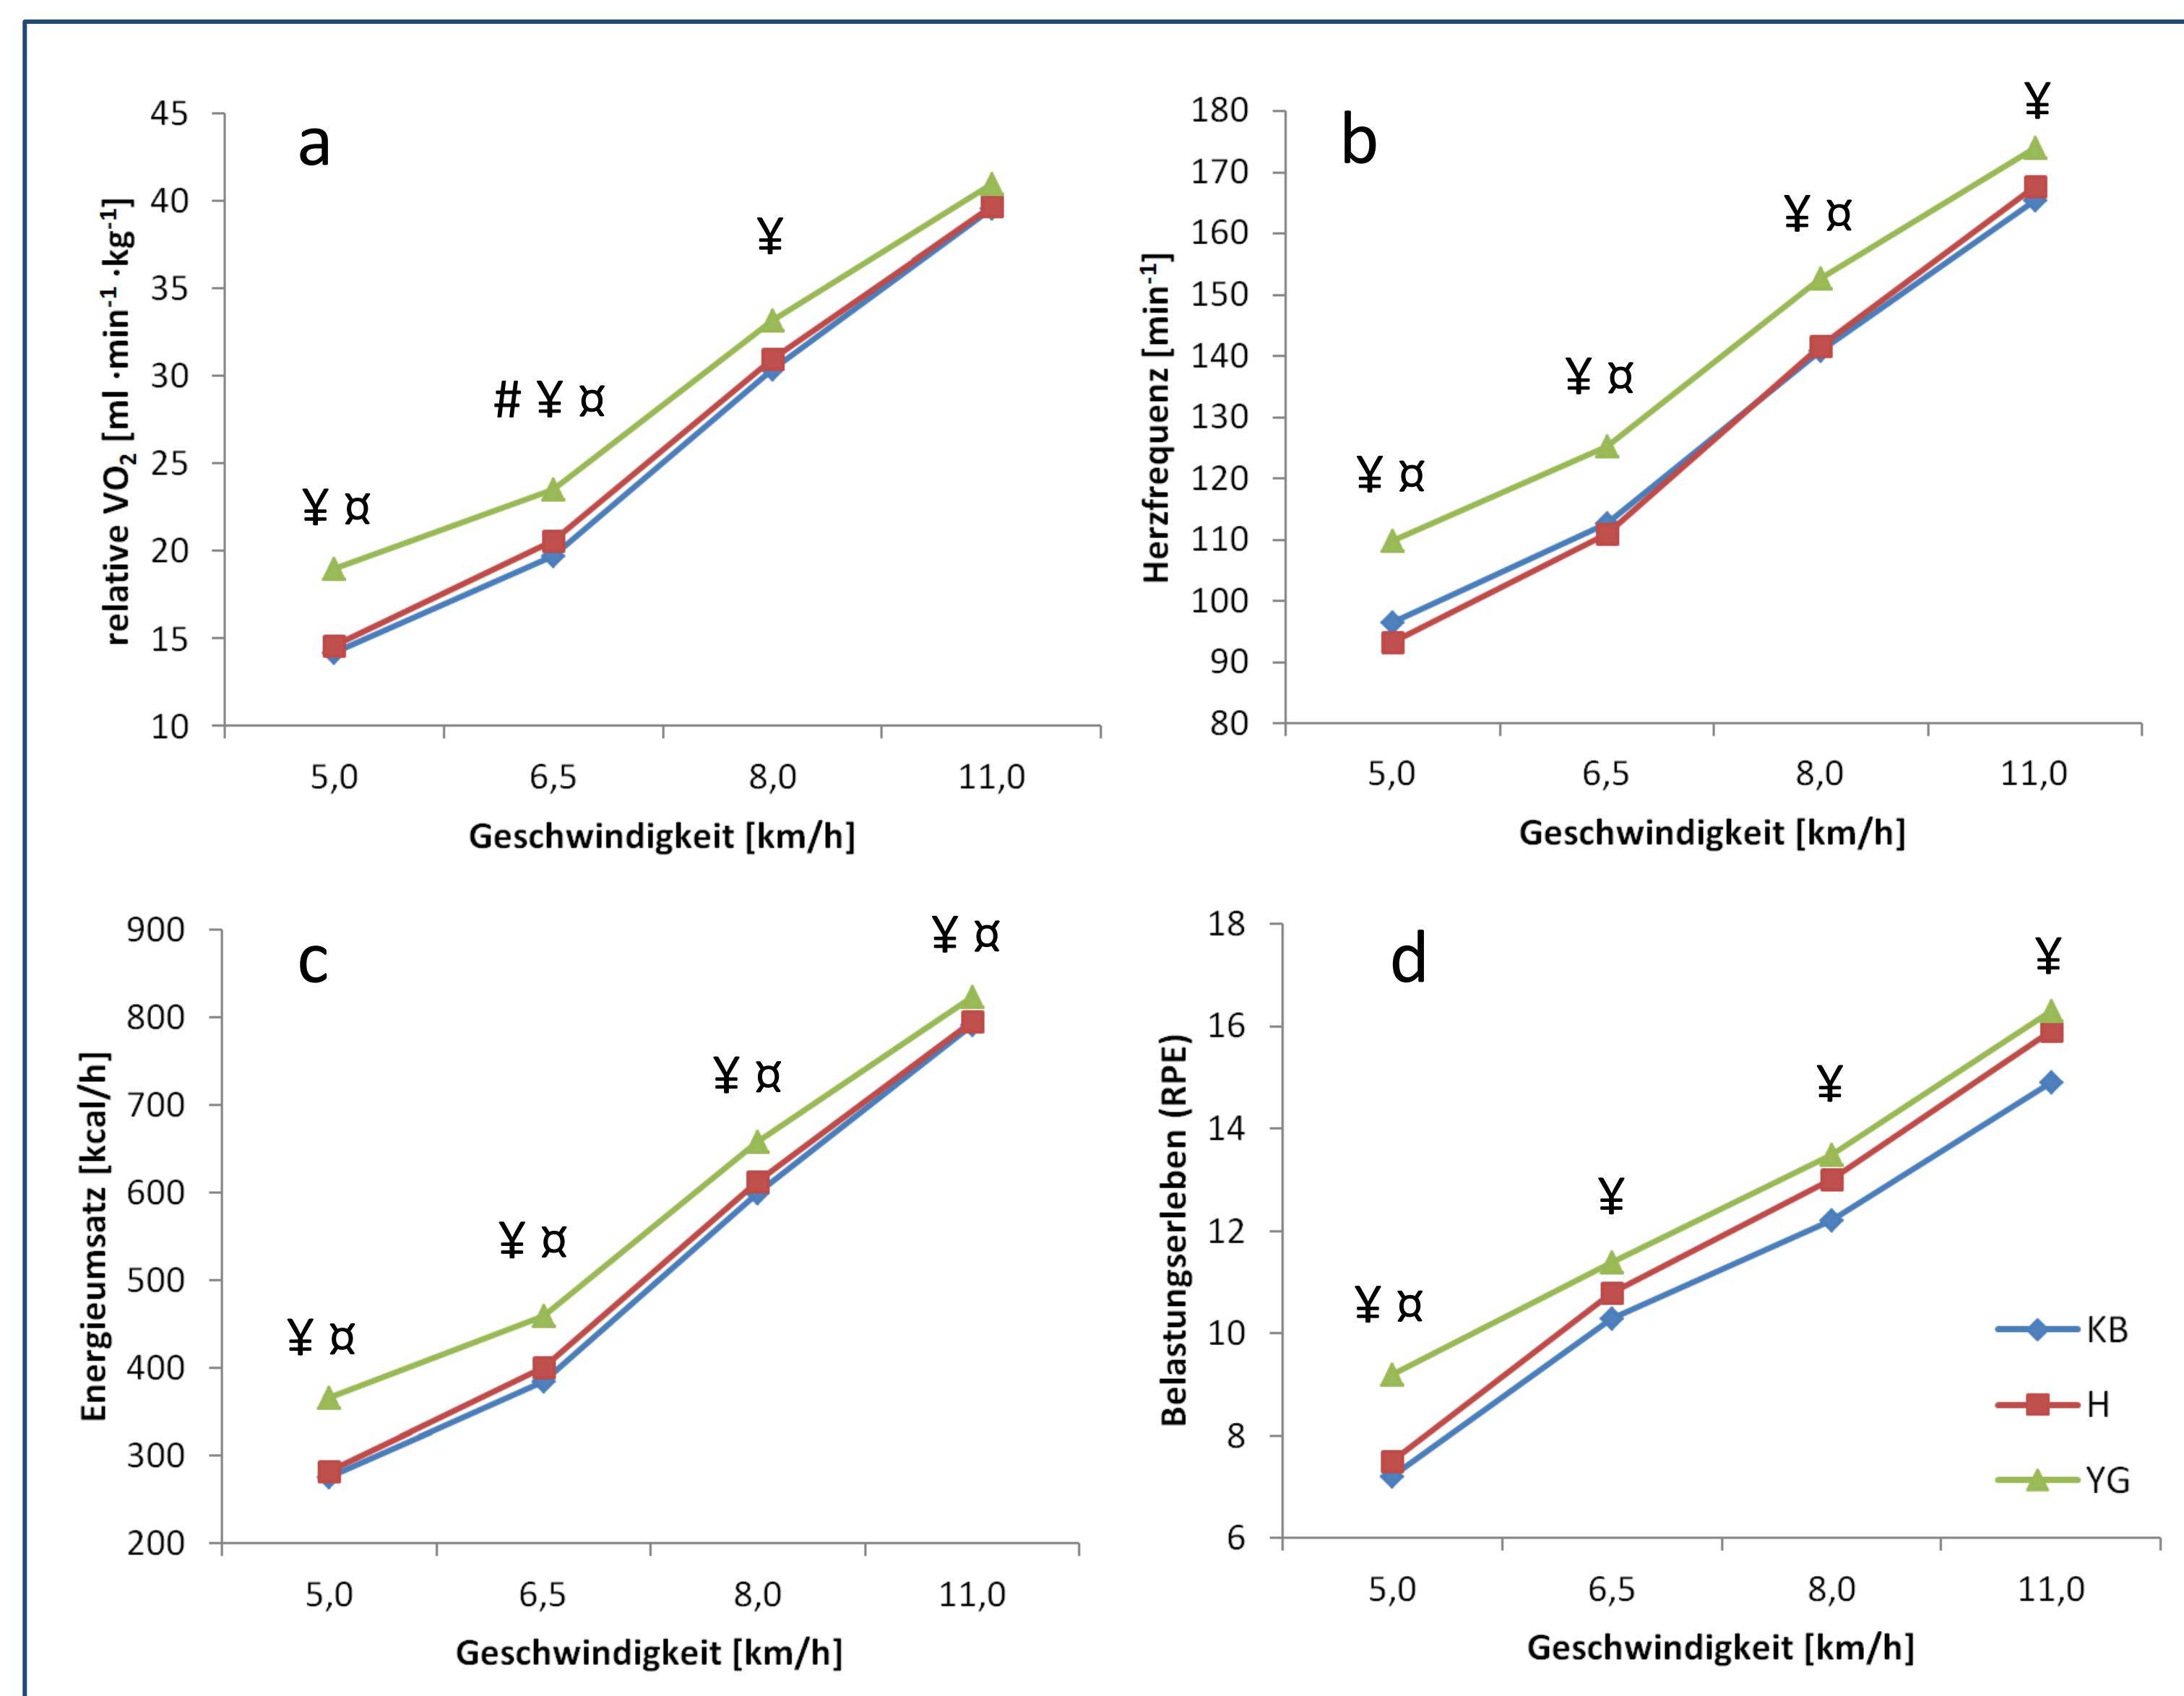 a
relative VO2 [ml ·min-1 ·kg-1]
45
40
35
30
25
20
15
10
¥ ¤
# ¥ ¤
¥
5,0 6,5 8,0 11,0
Geschwindigkeit [km/h]
b
Herzfrequenz [min-1]
180
170
160
150
140
130
120
110
100
90
80
¥ ¤
¥ ¤
¥ ¤
¥
5,0 6,5 8,0 11,0
Geschwindigkeit [km/h]
c
Energieumsatz [kcal/h]
900
800
700
600
500
400
300
200
¥ ¤
¥ ¤
¥ ¤
¥ ¤
5,0 6,5 8,0 11,0
Geschwindigkeit [km/h]
d
Belastungserleben (RPE)
18
16
14
12
10
8
6
¥ ¤
¥
¥
¥
KB
H
YG
5,0 6,5 8,0 11,0
Geschwindigkeit [km/h]